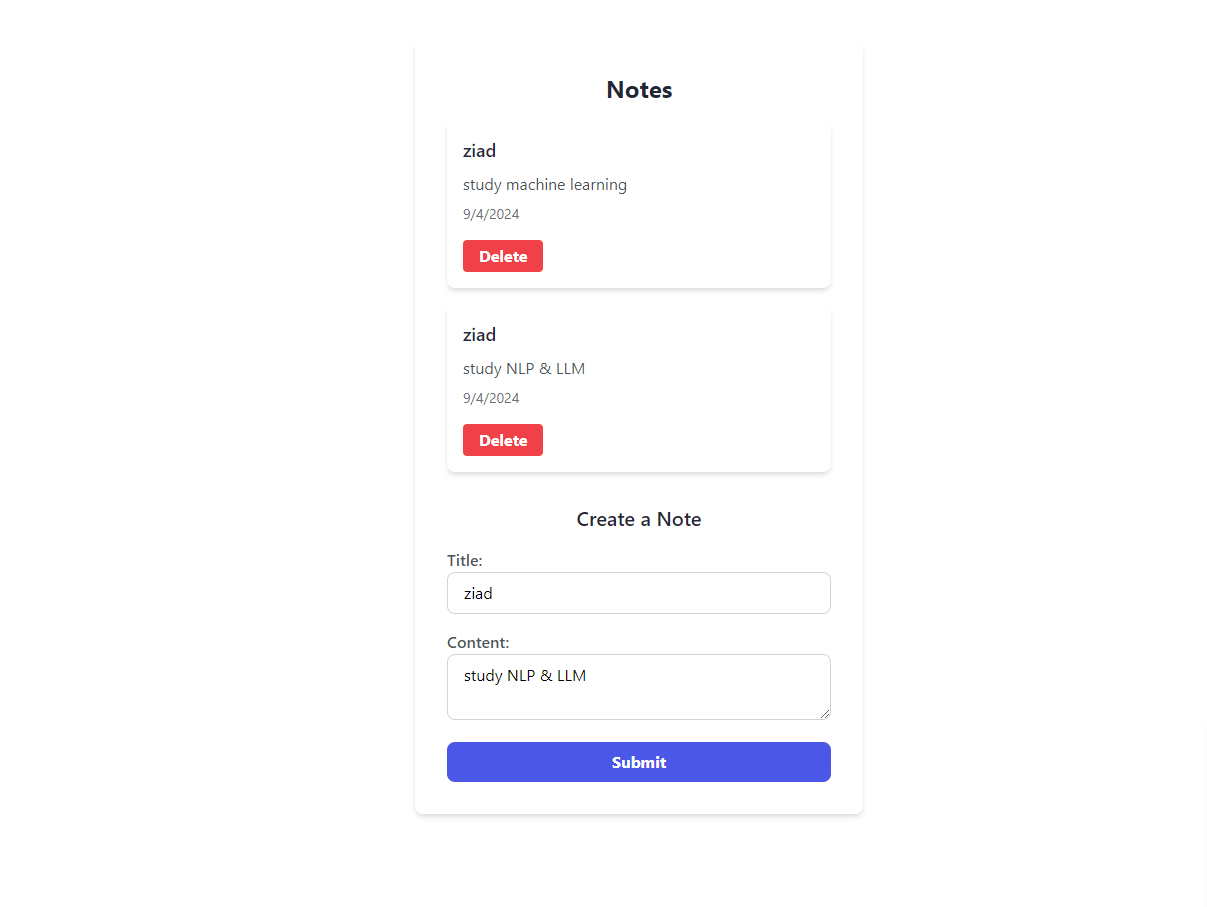 Notes
ziad
study machine learning
9/4/2024
Delete
ziad
study NLP & LLM
9/4/2024
Delete
Create a Note
Title:
ziad
Content:
study NLP & LLM
Submit